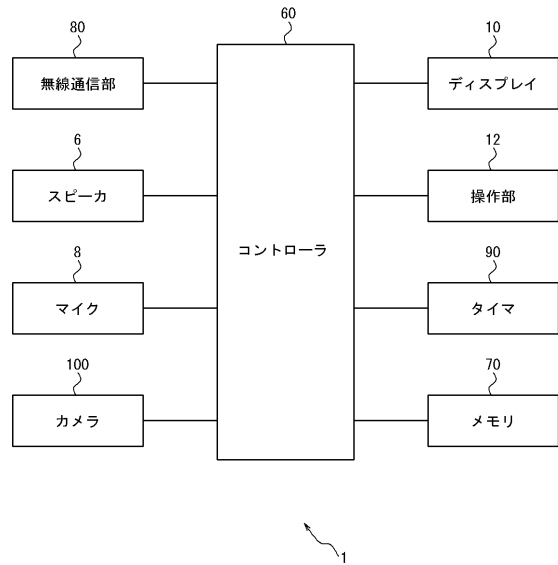 80
60
10
無線通信部
ディスプレイ
6
12
スピーカ
操作部
コントローラ
8
90
マイク
タイマ
100
70
カメラ
メモリ
1